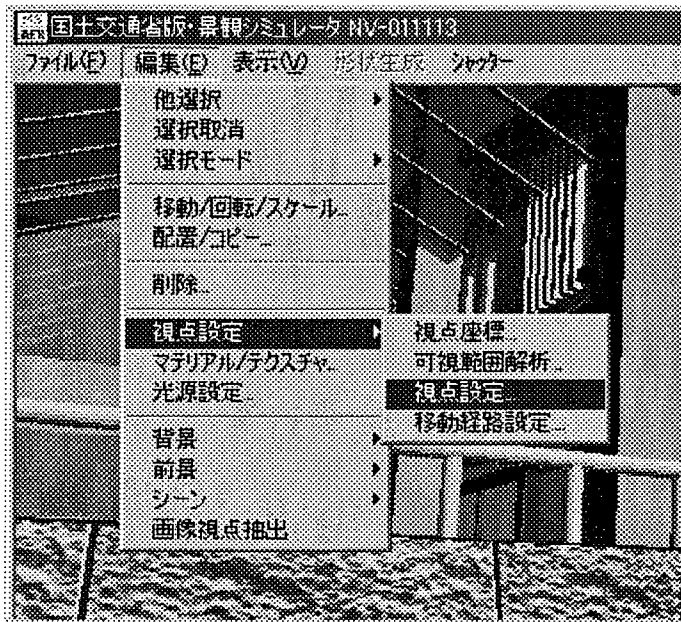 国土交通省版・景観シミュレータ NV-011113
ファイル(F) 編集(E) 表示(V) 形状生成 シャッター
他選択
選択取消
選択モード
移動/回転/スケール...
配置/コピー...
削除...
視点設定
マテリアル/テクスチャ...
光源設定...
背景
前景
シーン
画像視点抽出
視点座標...
可視範囲解析...
視点設定...
移動経路設定...